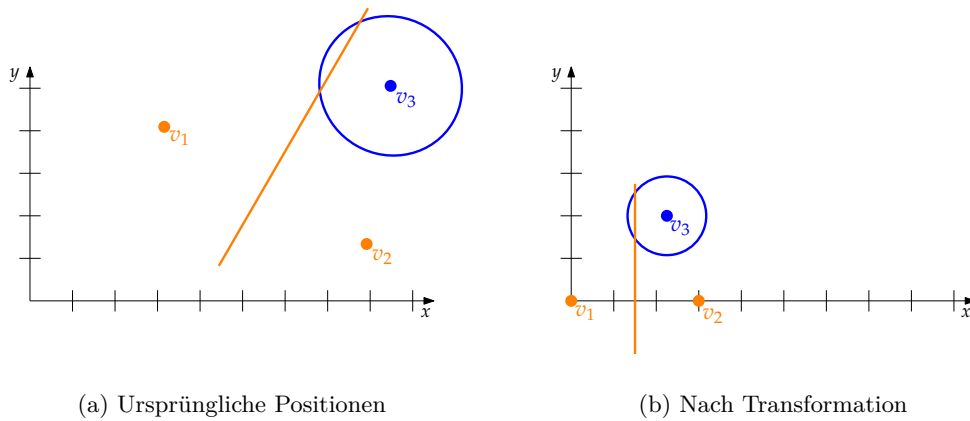 y
v3
v1
v2
x
(a) Ursprüngliche Positionen
y
v3
v1
v2
x
(b) Nach Transformation